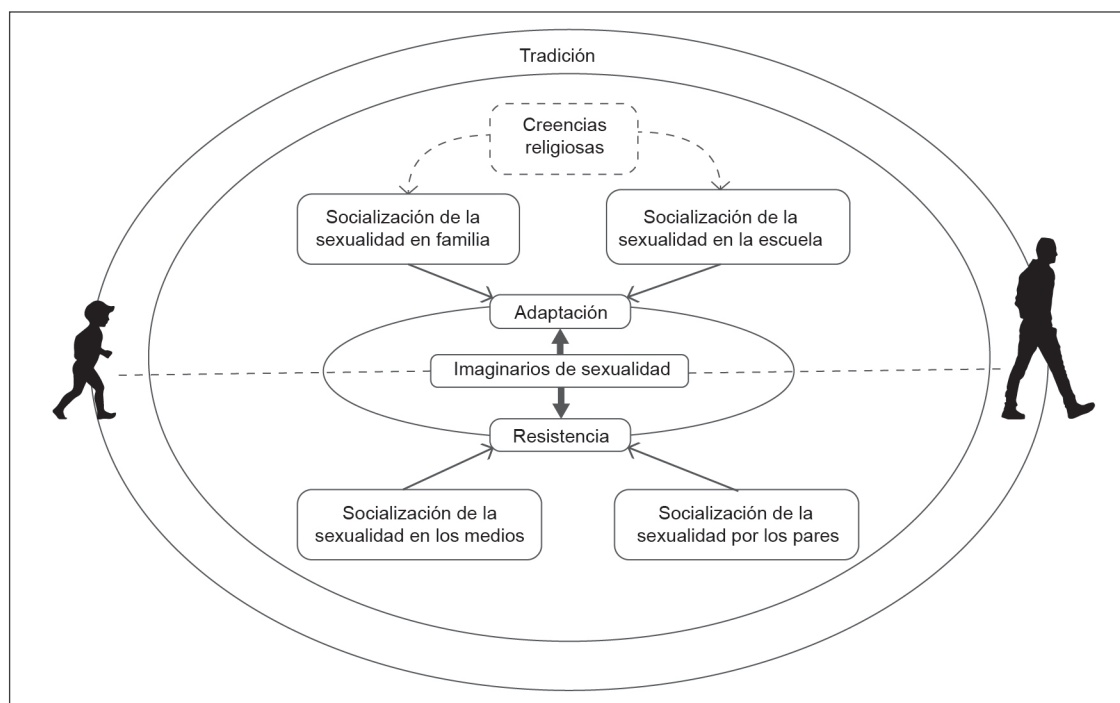 Tradición
Creencias
religiosas
Socialización de la
sexualidad en familia
Socialización de la
sexualidad en la escuela
Adaptación
Imaginarios de sexualidad
Resistencia
Socialización de la
sexualidad en los medios
Socialización de la
sexualidad por los pares